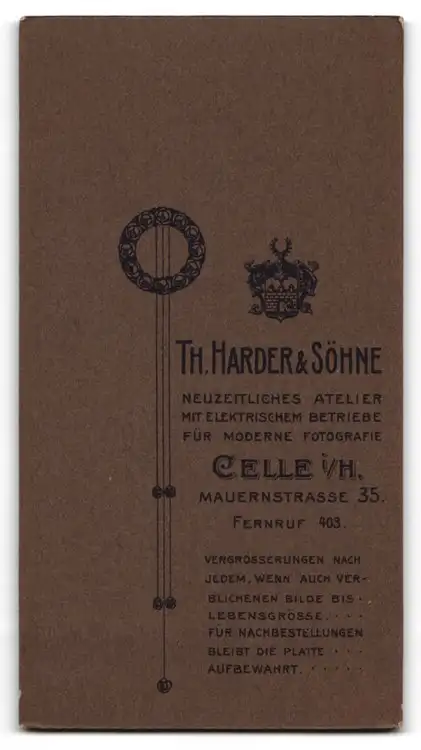 TH. HARDER & SÖHNE
NEUZEITLICHES ATELIER
MIT ELEKTRISCHEM BETRIEBE
FÜR MODERNE FOTOGRAFIE
CELLE i/H.
MAUERNSTRASSE 35.
FERNRUF 403.
VERGRÖSSERUNGEN NACH
JEDEM, WENN AUCH VER-
BLICHENEN BILDE BIS ·
LEBENSGRÖSSE. · · ·
FÜR NACHBESTELLUNGEN
BLEIBT DIE PLATTE · · ·
AUFBEWAHRT. · · · · ·